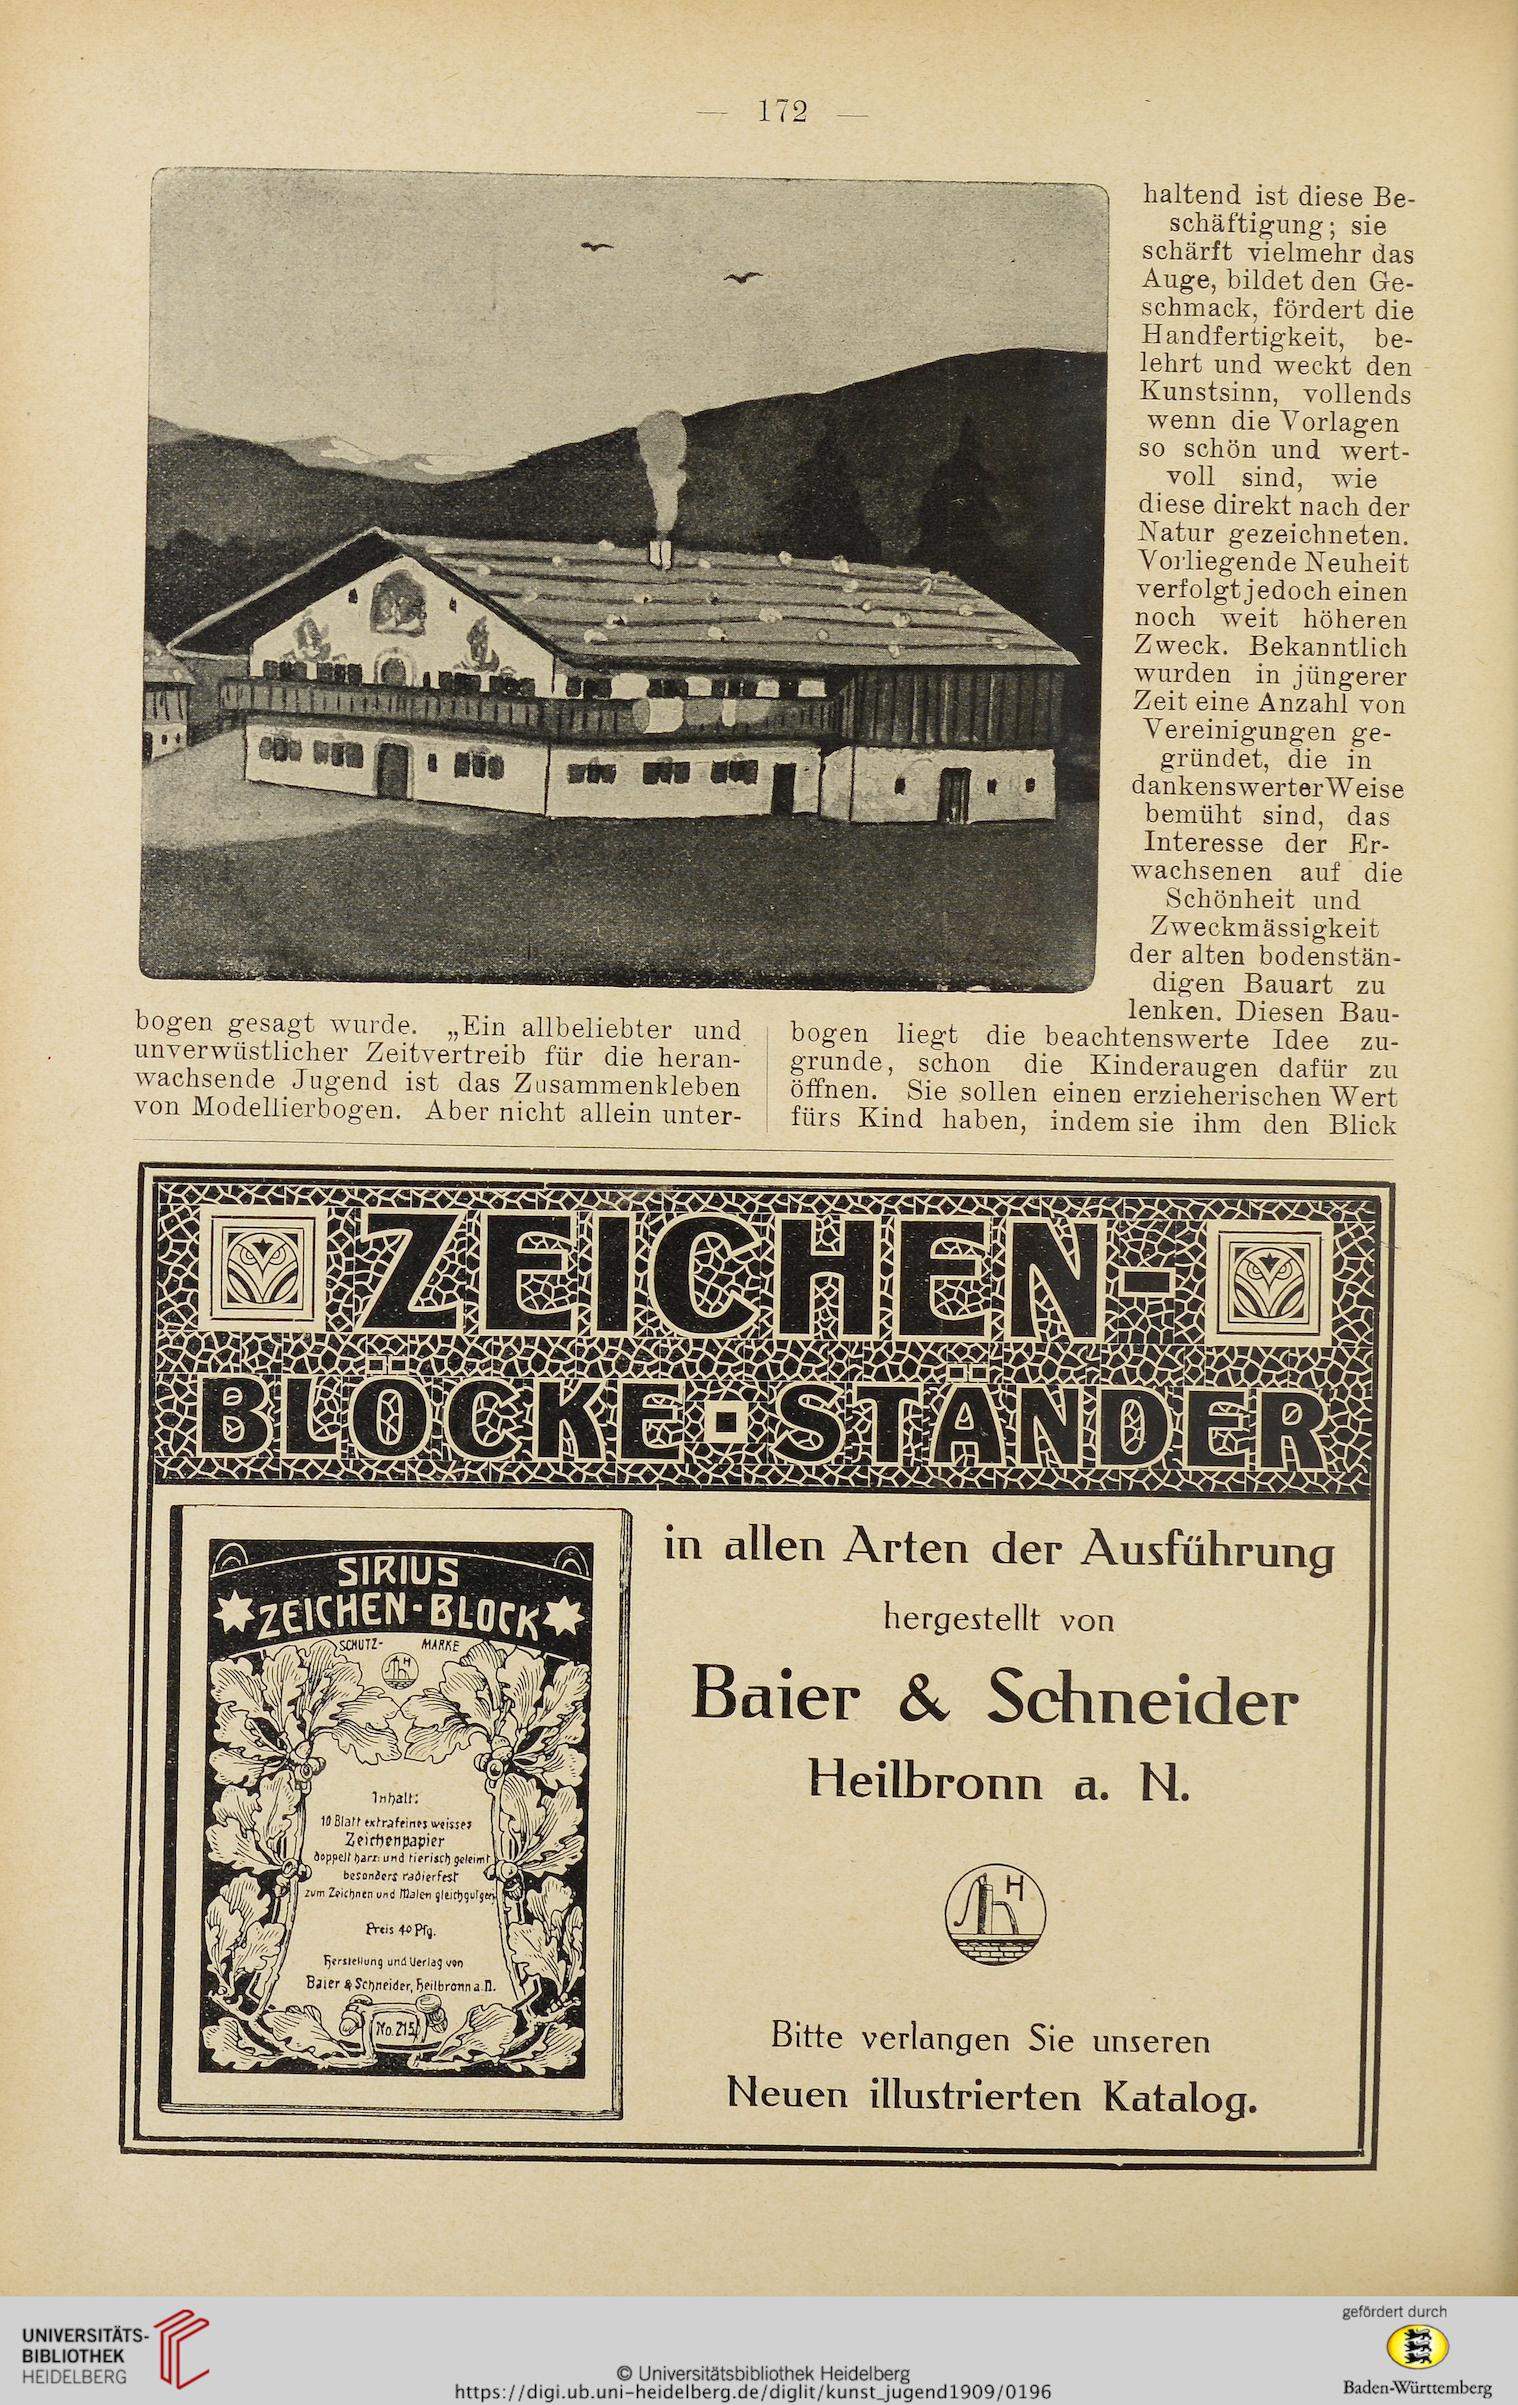 — 172 —
bogen gesagt wurde. „Ein allbeliebter und
unverwüstlicher Zeitvertreib für die heran-
wachsende Jugend ist das Zusammenkleben
von Modellierbogen. Aber nicht allein unter-
haltend ist diese Be-
schäftigung; sie
schärft vielmehr das
Auge, bildet den Ge-
schmack, fördert die
Handfertigkeit, be-
lehrt und weckt den
Kunstsinn, vollends
wenn die Vorlagen
so schön und wert-
voll sind, wie
diese direkt nach der
Natur gezeichneten.
Vorliegende Neuheit
verfolgt jedoch einen
noch weit höheren
Zweck. Bekanntlich
wurden in jüngerer
Zeit eine Anzahl von
Vereinigungen ge-
gründet, die in
dankenswerter Weise
bemüht sind, das
Interesse der Er-
wachsenen auf die
Schönheit und
Zweckmässigkeit
der alten bodenstän-
digen Bauart zu
lenken. Diesen Bau-
bogen liegt die beachtenswerte Idee zu-
grunde, schon die Kinderaugen dafür zu
öffnen. Sie sollen einen erzieherischen Wert
fürs Kind haben, indem sie ihm den Blick
ZEICHEN-
BLÖCKE ▪ STÄNDER
SIRIUS
ZEICHEN-BLOCK
SCHUTZ- MARKE
H
Inhalt:
10 Blatt extrafeines weisses
Zeichenpapier
doppelt harz: und tierisch geleimt
besonders radierfest
zum Zeichnen und Malen gleichgut geei
Preis 40 Pfg.
Herstellung und Verlag von
Baier & Schneider, Heilbronn a. N.
No. 215
in allen Arten der Ausführung
hergestellt von
Baier & Schneider
Heilbronn a. N.
H
Bitte verlangen Sie unseren
Neuen illustrierten Katalog.
UNIVERSITÄTS-
BIBLIOTHEK
HEIDELBERG
© Universitätsbibliothek Heidelberg
https://digi.ub.uni-heidelberg.de/diglit/kunst_jugend1909/0196
gefördert durch
Baden-Württemberg